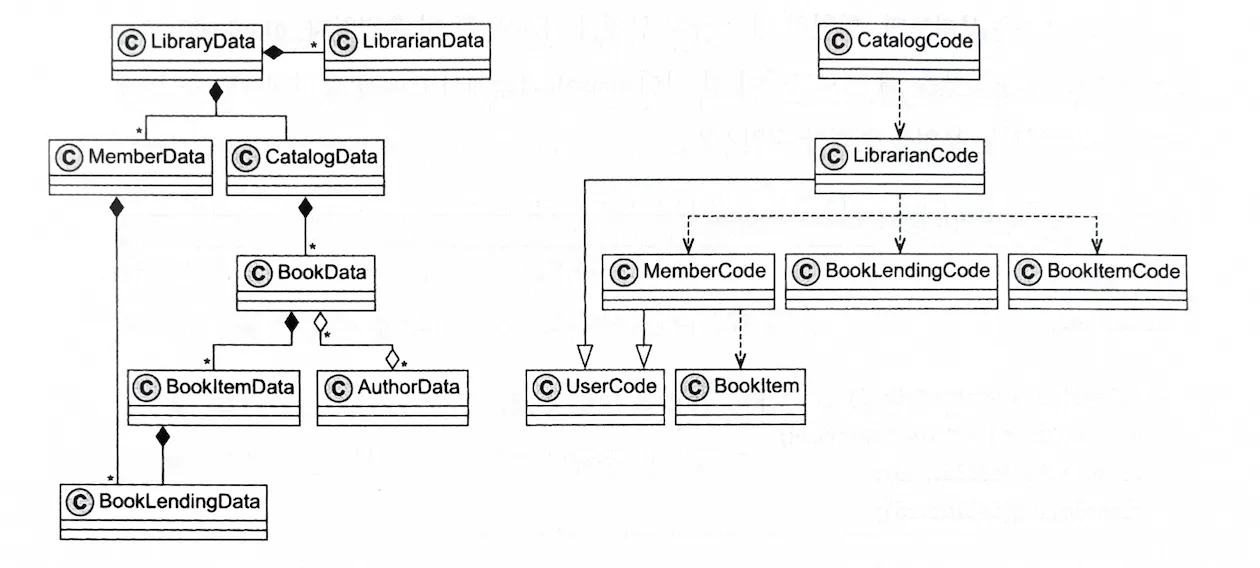 C LibraryData
*
C LibrarianData
*
C MemberData
C CatalogData
*
C BookData
*
*
*
C BookItemData
C AuthorData
*
C BookLendingData
C CatalogCode
C LibrarianCode
C MemberCode
C BookLendingCode
C BookItemCode
C UserCode
C BookItem